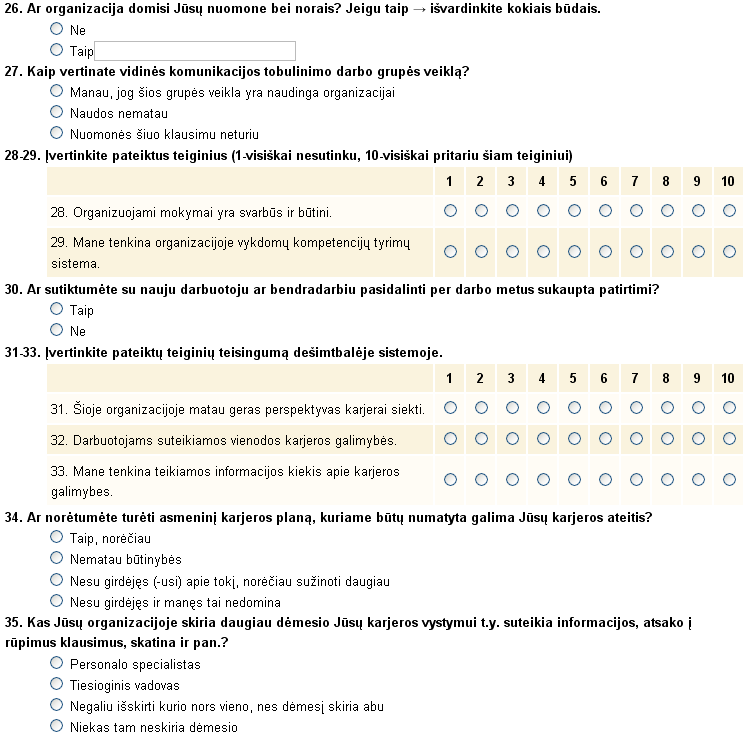 26. Ar organizacija domisi Jūsų nuomone bei norais? Jeigu taip → išvardinkite kokiais būdais.
Ne
Taip
27. Kaip vertinate vidinės komunikacijos tobulinimo darbo grupės veiklą?
Manau, jog šios grupės veikla yra naudinga organizacijai
Naudos nematau
Nuomonės šiuo klausimu neturiu
28-29. Įvertinkite pateiktus teiginius (1-visiškai nesutinku, 10-visiškai pritariu šiam teiginiui)
1 2 3 4 5 6 7 8 9 10
28. Organizuojami mokymai yra svarbūs ir būtini.
29. Mane tenkina organizacijoje vykdomų kompetencijų tyrimų
sistema.
30. Ar sutiktumėte su nauju darbuotoju ar bendradarbiu pasidalinti per darbo metus sukaupta patirtimi?
Taip
Ne
31-33. Įvertinkite pateiktų teiginių teisingumą dešimtbalėje sistemoje.
1 2 3 4 5 6 7 8 9 10
31. Šioje organizacijoje matau geras perspektyvas karjerai siekti.
32. Darbuotojams suteikiamos vienodos karjeros galimybės.
33. Mane tenkina teikiamos informacijos kiekis apie karjeros
galimybes.
34. Ar norėtumėte turėti asmeninį karjeros planą, kuriame būtų numatyta galima Jūsų karjeros ateitis?
Taip, norėčiau
Nematau būtinybės
Nesu girdėjęs (-usi) apie tokį, norėčiau sužinoti daugiau
Nesu girdėjęs ir manęs tai nedomina
35. Kas Jūsų organizacijoje skiria daugiau dėmesio Jūsų karjeros vystymui t.y. suteikia informacijos, atsako į
rūpimus klausimus, skatina ir pan.?
Personalo specialistas
Tiesioginis vadovas
Negaliu išskirti kurio nors vieno, nes dėmesį skiria abu
Niekas tam neskiria dėmesio